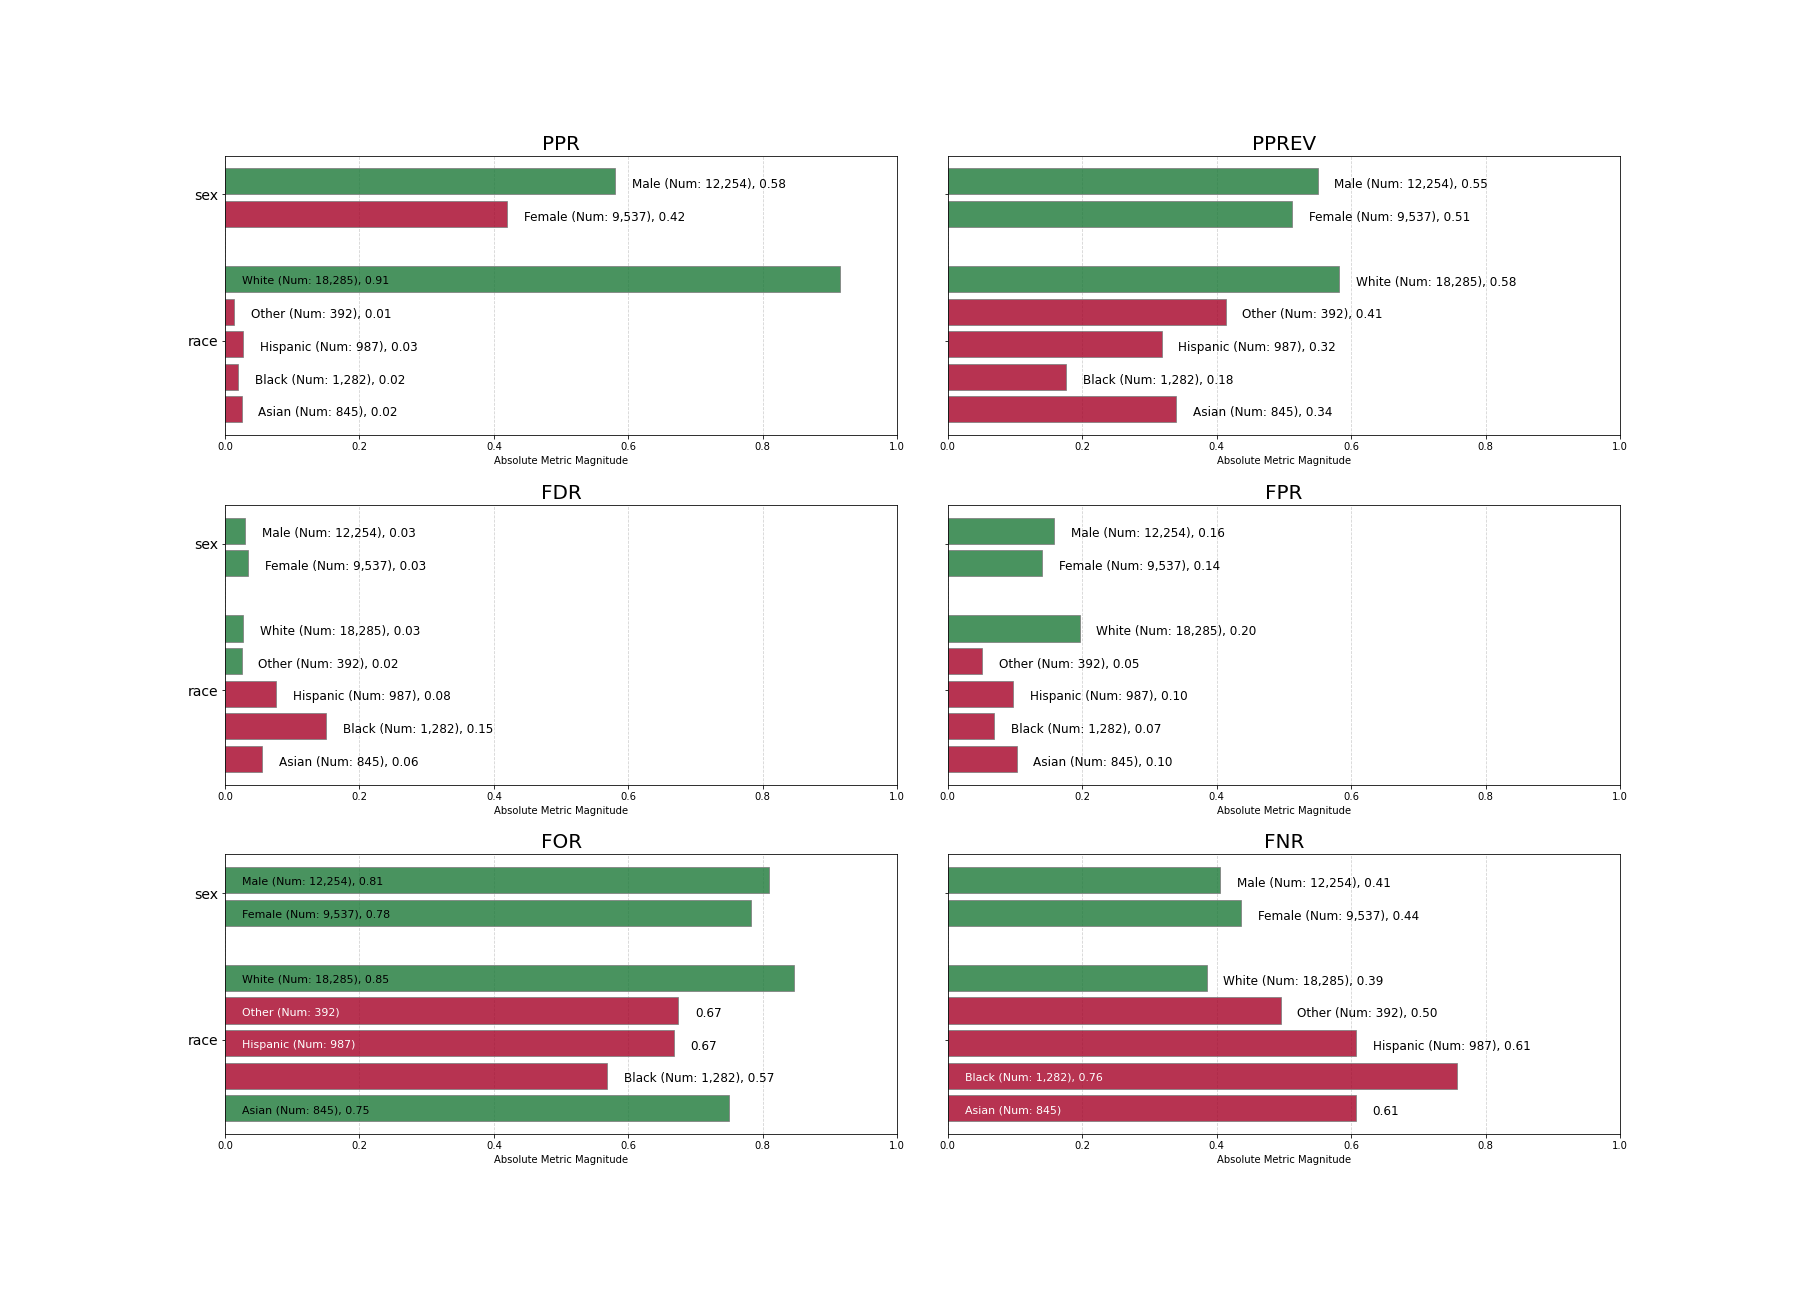 PPR
sex
Male (Num: 12,254), 0.58
Female (Num: 9,537), 0.42
race
White (Num: 18,285), 0.91
Other (Num: 392), 0.01
Hispanic (Num: 987), 0.03
Black (Num: 1,282), 0.02
Asian (Num: 845), 0.02
0.0 0.2 0.4 0.6 0.8 1.0
Absolute Metric Magnitude
PPREV
Male (Num: 12,254), 0.55
Female (Num: 9,537), 0.51
White (Num: 18,285), 0.58
Other (Num: 392), 0.41
Hispanic (Num: 987), 0.32
Black (Num: 1,282), 0.18
Asian (Num: 845), 0.34
0.0 0.2 0.4 0.6 0.8 1.0
Absolute Metric Magnitude
FDR
sex
Male (Num: 12,254), 0.03
Female (Num: 9,537), 0.03
race
White (Num: 18,285), 0.03
Other (Num: 392), 0.02
Hispanic (Num: 987), 0.08
Black (Num: 1,282), 0.15
Asian (Num: 845), 0.06
0.0 0.2 0.4 0.6 0.8 1.0
Absolute Metric Magnitude
FPR
Male (Num: 12,254), 0.16
Female (Num: 9,537), 0.14
White (Num: 18,285), 0.20
Other (Num: 392), 0.05
Hispanic (Num: 987), 0.10
Black (Num: 1,282), 0.07
Asian (Num: 845), 0.10
0.0 0.2 0.4 0.6 0.8 1.0
Absolute Metric Magnitude
FOR
sex
Male (Num: 12,254), 0.81
Female (Num: 9,537), 0.78
race
White (Num: 18,285), 0.85
Other (Num: 392) 0.67
Hispanic (Num: 987) 0.67
Black (Num: 1,282), 0.57
Asian (Num: 845), 0.75
0.0 0.2 0.4 0.6 0.8 1.0
Absolute Metric Magnitude
FNR
Male (Num: 12,254), 0.41
Female (Num: 9,537), 0.44
White (Num: 18,285), 0.39
Other (Num: 392), 0.50
Hispanic (Num: 987), 0.61
Black (Num: 1,282), 0.76
Asian (Num: 845) 0.61
0.0 0.2 0.4 0.6 0.8 1.0
Absolute Metric Magnitude